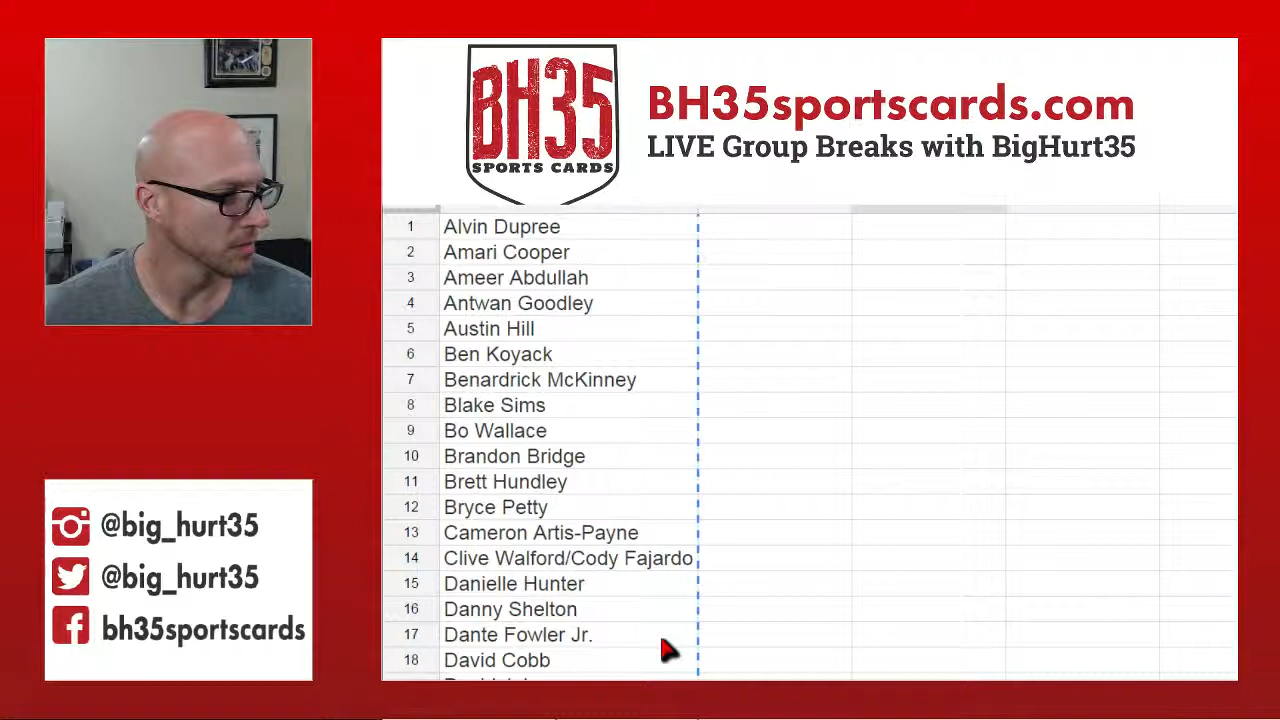 BH35
SPORTS CARDS
BH35sportscards.com
LIVE Group Breaks with BigHurt35
1 Alvin Dupree
2 Amari Cooper
3 Ameer Abdullah
4 Antwan Goodley
5 Austin Hill
6 Ben Koyack
7 Benardrick McKinney
8 Blake Sims
9 Bo Wallace
10 Brandon Bridge
11 Brett Hundley
12 Bryce Petty
13 Cameron Artis-Payne
14 Clive Walford/Cody Fajardo
15 Danielle Hunter
16 Danny Shelton
17 Dante Fowler Jr.
18 David Cobb
@big_hurt35
@big_hurt35
bh35sportscards